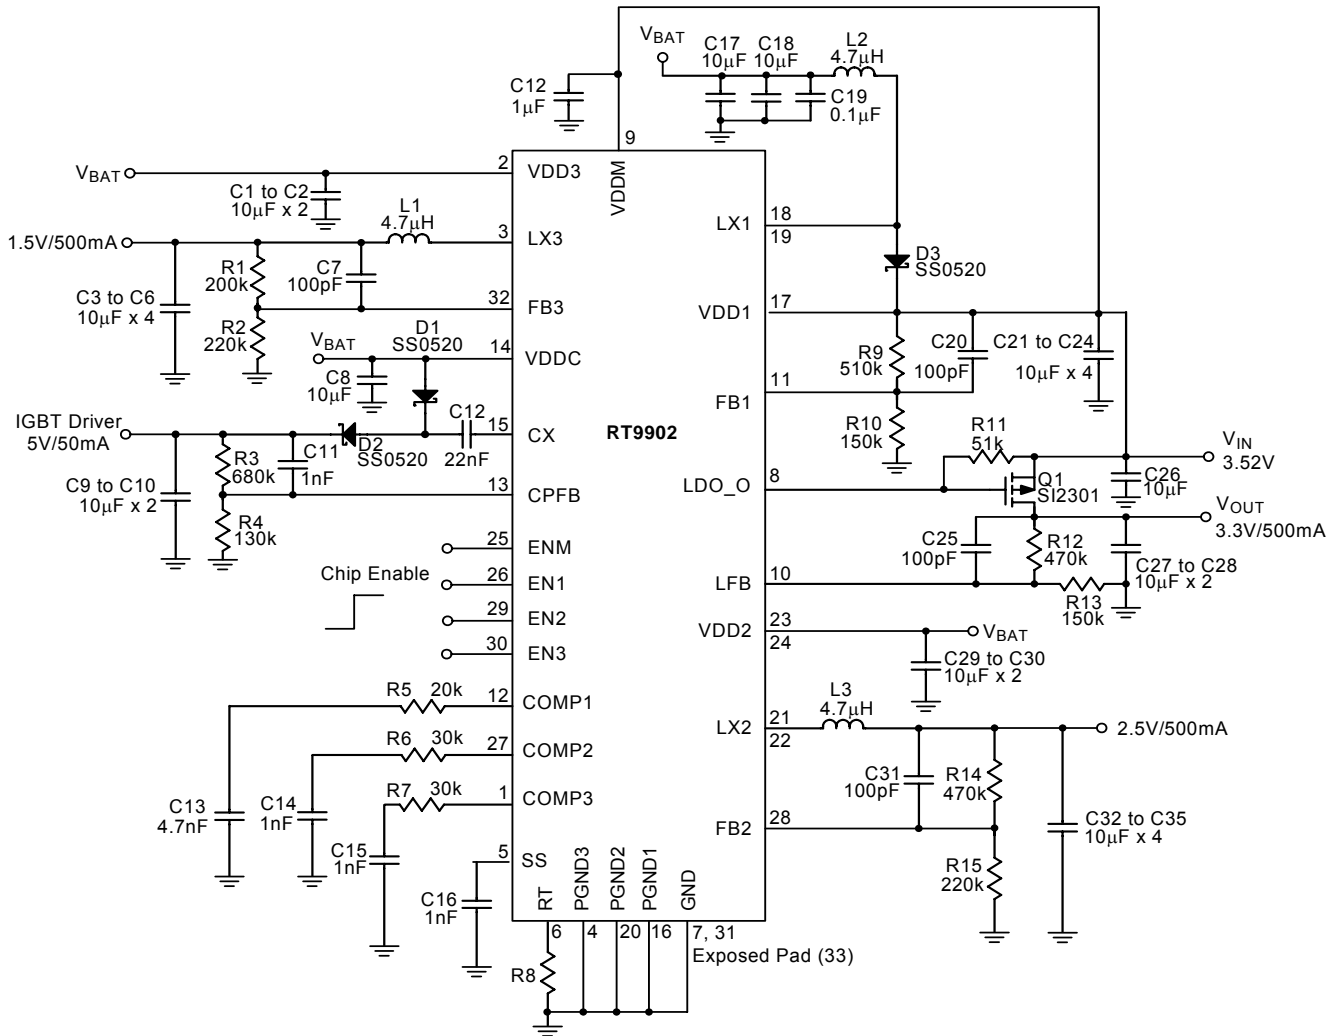 V_BAT
C17
10μF
C18
10μF
L2
4.7μH
C19
0.1μF
C12
1μF
9
VDDM
V_BAT
2
VDD3
C1 to C2
10μF x 2
L1
4.7μH
1.5V/500mA
3
LX3
R1
200k
C7
100pF
C3 to C6
10μF x 4
32
FB3
R2
220k
D1
SS0520
V_BAT
14
VDDC
C8
10μF
IGBT Driver
5V/50mA
C12
22nF
15
CX
D2
SS0520
R3
680k
C11
1nF
C9 to C10
10μF x 2
13
CPFB
R4
130k
25
ENM
Chip Enable
26
EN1
29
EN2
30
EN3
R5 20k
12
COMP1
R6 30k
27
COMP2
R7 30k
1
COMP3
C13
4.7nF
C14
1nF
C15
1nF
5
SS
C16
1nF
RT
PGND3
PGND2
PGND1
GND
6
4
20
16
7, 31
Exposed Pad (33)
R8
RT9902
LX1
18
19
D3
SS0520
VDD1
17
R9
510k
C20
100pF
C21 to C24
10μF x 4
FB1
11
R10
150k
R11
51k
V_IN
3.52V
LDO_O
8
Q1
SI2301
C26
10μF
V_OUT
3.3V/500mA
C25
100pF
R12
470k
C27 to C28
10μF x 2
LFB
10
R13
150k
VDD2
23
24
V_BAT
C29 to C30
10μF x 2
L3
4.7μH
LX2
21
22
2.5V/500mA
C31
100pF
R14
470k
C32 to C35
10μF x 4
FB2
28
R15
220k